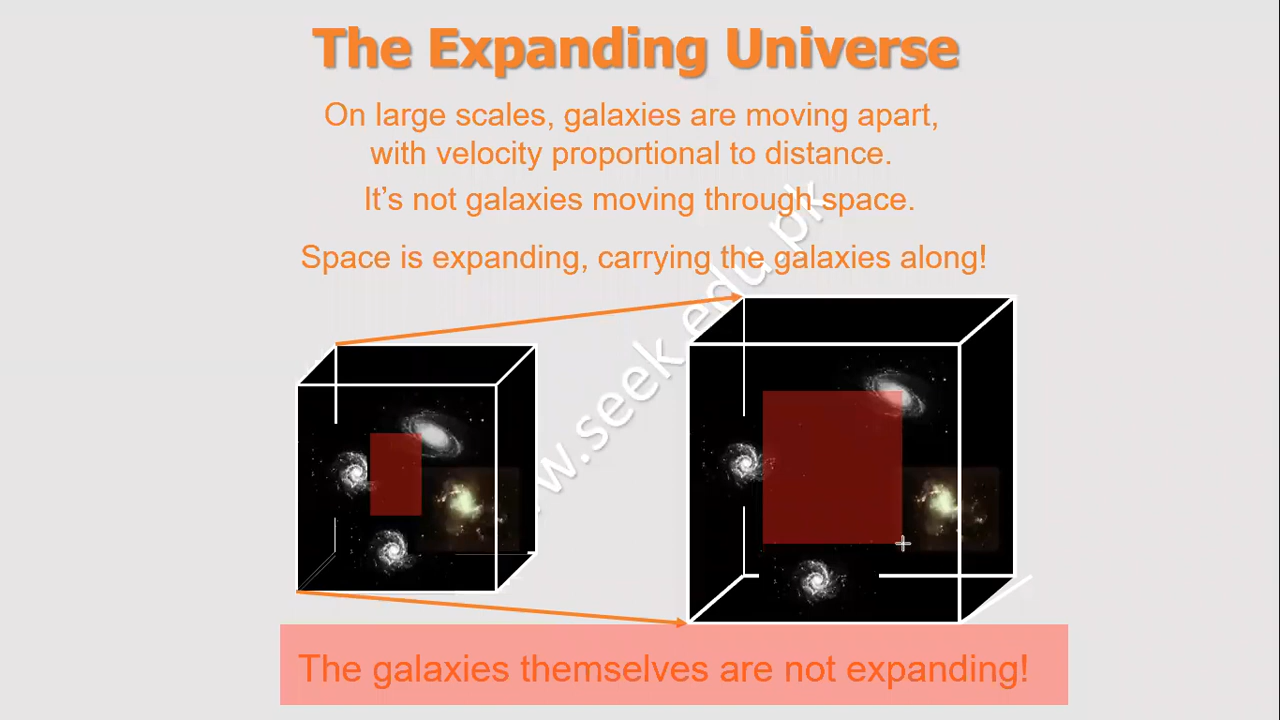 The Expanding Universe
On large scales, galaxies are moving apart,
with velocity proportional to distance.
It's not galaxies moving through space.
Space is expanding, carrying the galaxies along!
w.seek.edu.pk
The galaxies themselves are not expanding!